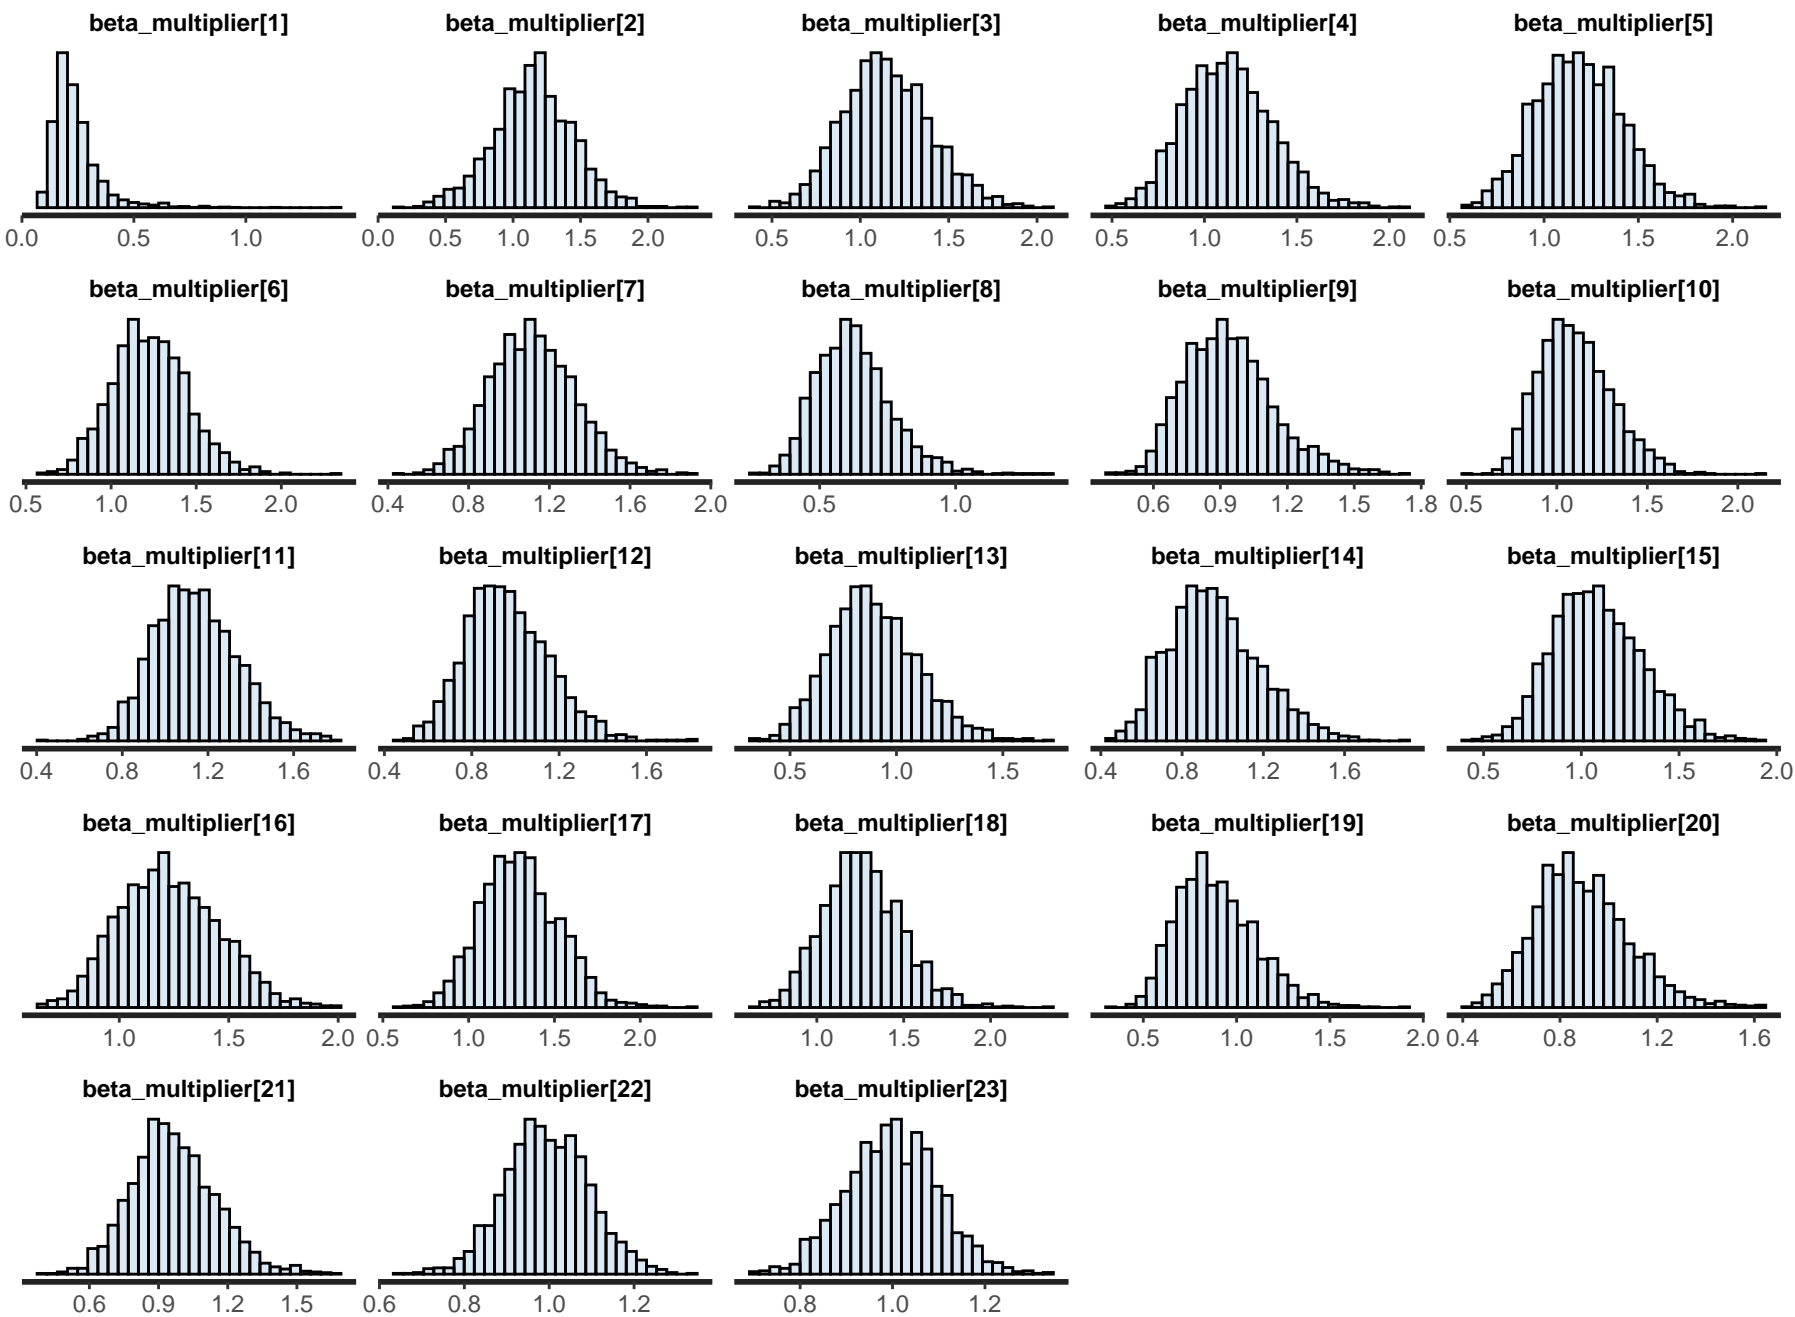 beta_multiplier[1] beta_multiplier[2] beta_multiplier[3] beta_multiplier[4] beta_multiplier[5]
0.0 0.5 1.0 0.0 0.5 1.0 1.5 2.0 0.5 1.0 1.5 2.0 0.5 1.0 1.5 2.0 0.5 1.0 1.5 2.0
beta_multiplier[6] beta_multiplier[7] beta_multiplier[8] beta_multiplier[9] beta_multiplier[10]
0.5 1.0 1.5 2.0 0.4 0.8 1.2 1.6 2.0 0.5 1.0 0.6 0.9 1.2 1.5 1.8 0.5 1.0 1.5 2.0
beta_multiplier[11] beta_multiplier[12] beta_multiplier[13] beta_multiplier[14] beta_multiplier[15]
0.4 0.8 1.2 1.6 0.4 0.8 1.2 1.6 0.5 1.0 1.5 0.4 0.8 1.2 1.6 0.5 1.0 1.5 2.0
beta_multiplier[16] beta_multiplier[17] beta_multiplier[18] beta_multiplier[19] beta_multiplier[20]
1.0 1.5 2.0 0.5 1.0 1.5 2.0 1.0 1.5 2.0 0.5 1.0 1.5 2.0 0.4 0.8 1.2 1.6
beta_multiplier[21] beta_multiplier[22] beta_multiplier[23]
0.6 0.9 1.2 1.5 0.6 0.8 1.0 1.2 0.8 1.0 1.2